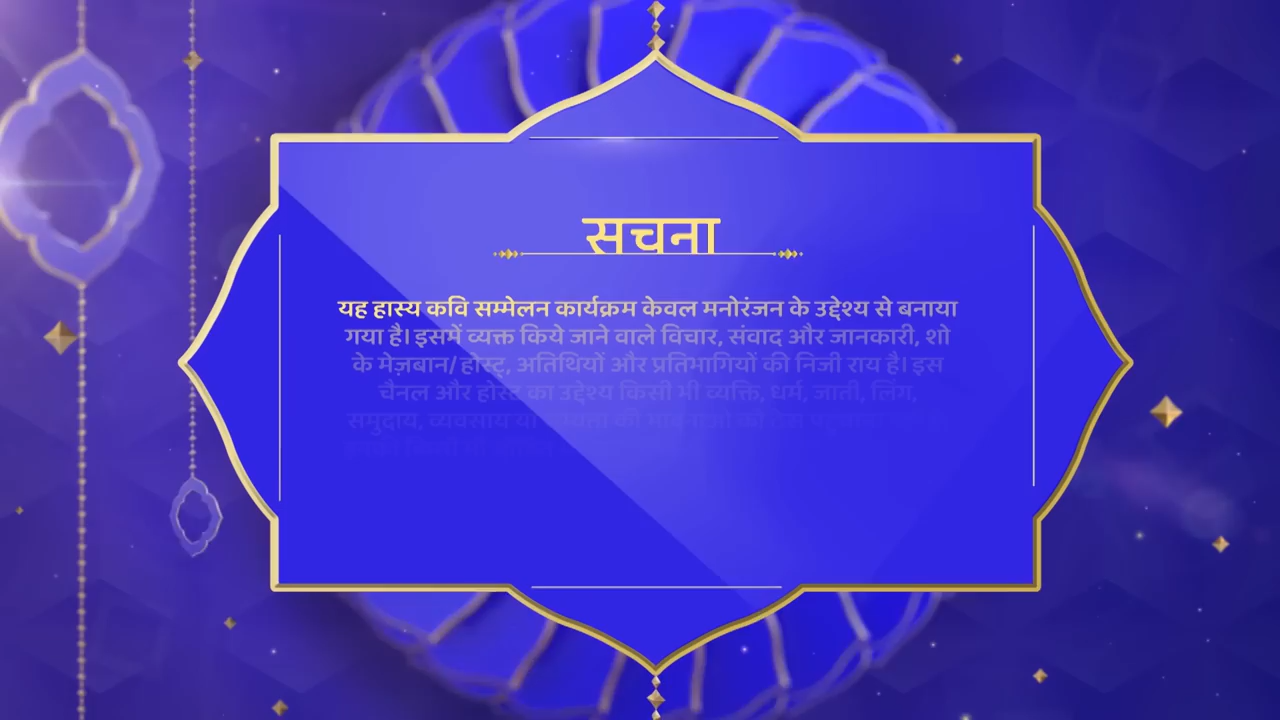 सूचना
यह हास्य कवि सम्मेलन कार्यक्रम केवल मनोरंजन के उद्देश्य से बनाया
गया है। इसमें व्यक्त किये जाने वाले विचार, संवाद और जानकारी, शो
के मेज़बान/होस्ट, अतिथियों और प्रतिभागियों की निजी राय है। इस
चैनल और होस्ट का उद्देश्य किसी भी व्यक्ति, धर्म, जाती, लिंग,
समुदाय, व्यवसाय या